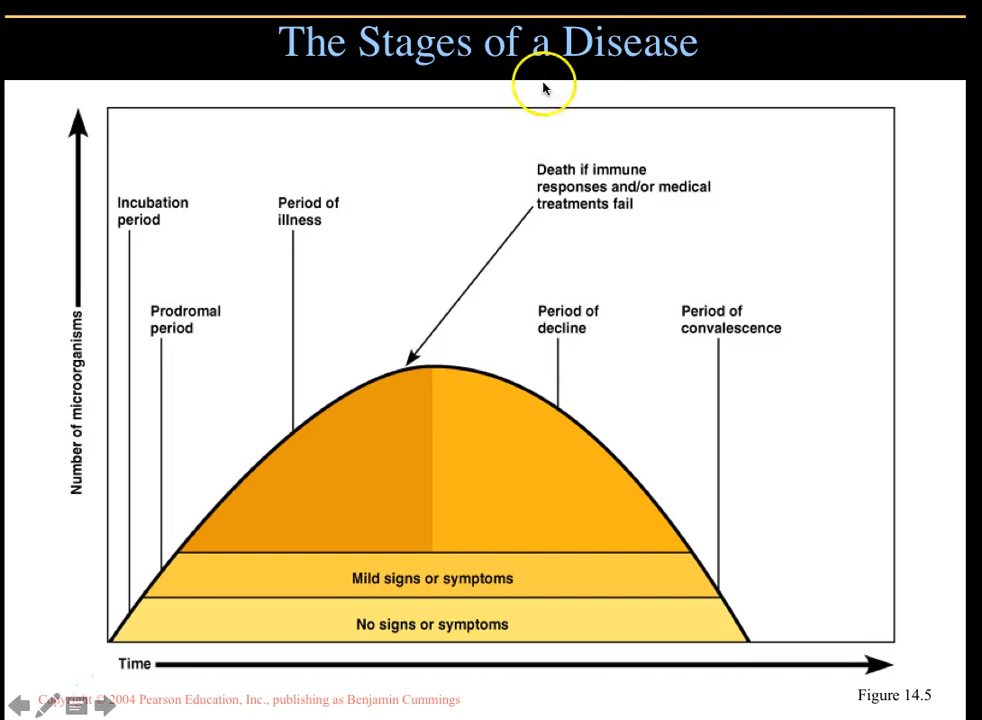 The Stages of a Disease
Death if immune
responses and/or medical
treatments fail
Incubation
period
Period of
illness
Prodromal
period
Period of
decline
Period of
convalescence
Number of microorganisms
Mild signs or symptoms
No signs or symptoms
Time
Copyright © 2004 Pearson Education, Inc., publishing as Benjamin Cummings
Figure 14.5